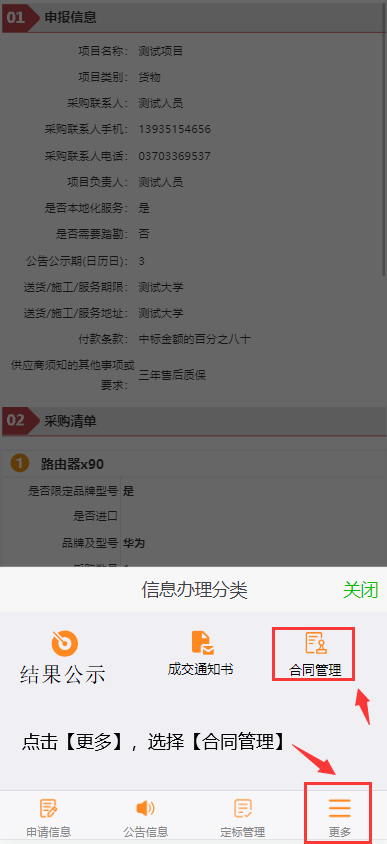 01 申报信息
项目名称： 测试项目
项目类别： 货物
采购联系人： 测试人员
采购联系人手机： 13935154656
采购联系人电话： 03703369537
项目负责人： 测试人员
是否本地化服务： 是
是否需要踏勘： 否
公告公示期(日历日)： 3
送货/施工/服务期限： 测试大学
送货/施工/服务地址： 测试大学
付款条款： 中标金额的百分之八十
供应商须知的其他事项或
要求： 三年售后质保
02 采购清单
1 路由器x90
是否限定品牌型号 是
是否进口
品牌及型号 华为
信息办理分类 关闭
结果公示 成交通知书 合同管理
点击【更多】，选择【合同管理】
申请信息 公告信息 定标管理 更多